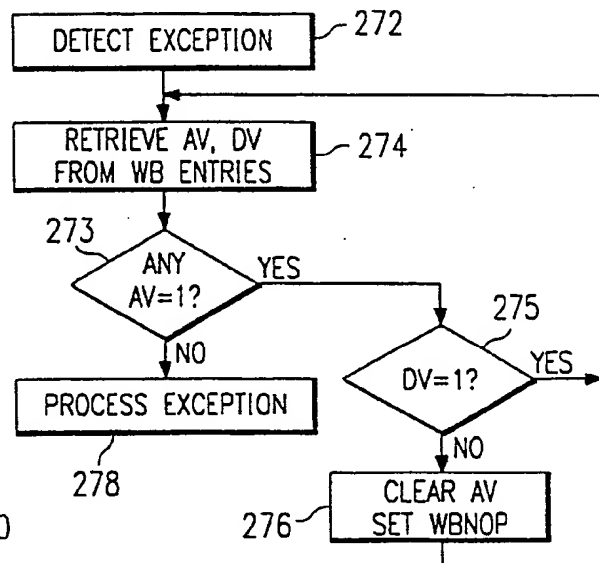 DETECT EXCEPTION
272
RETRIEVE AV, DV
FROM WB ENTRIES
274
273
ANY
AV=1?
YES
NO
275
DV=1?
YES
NO
PROCESS EXCEPTION
278
276
CLEAR AV
SET WBNOP
0